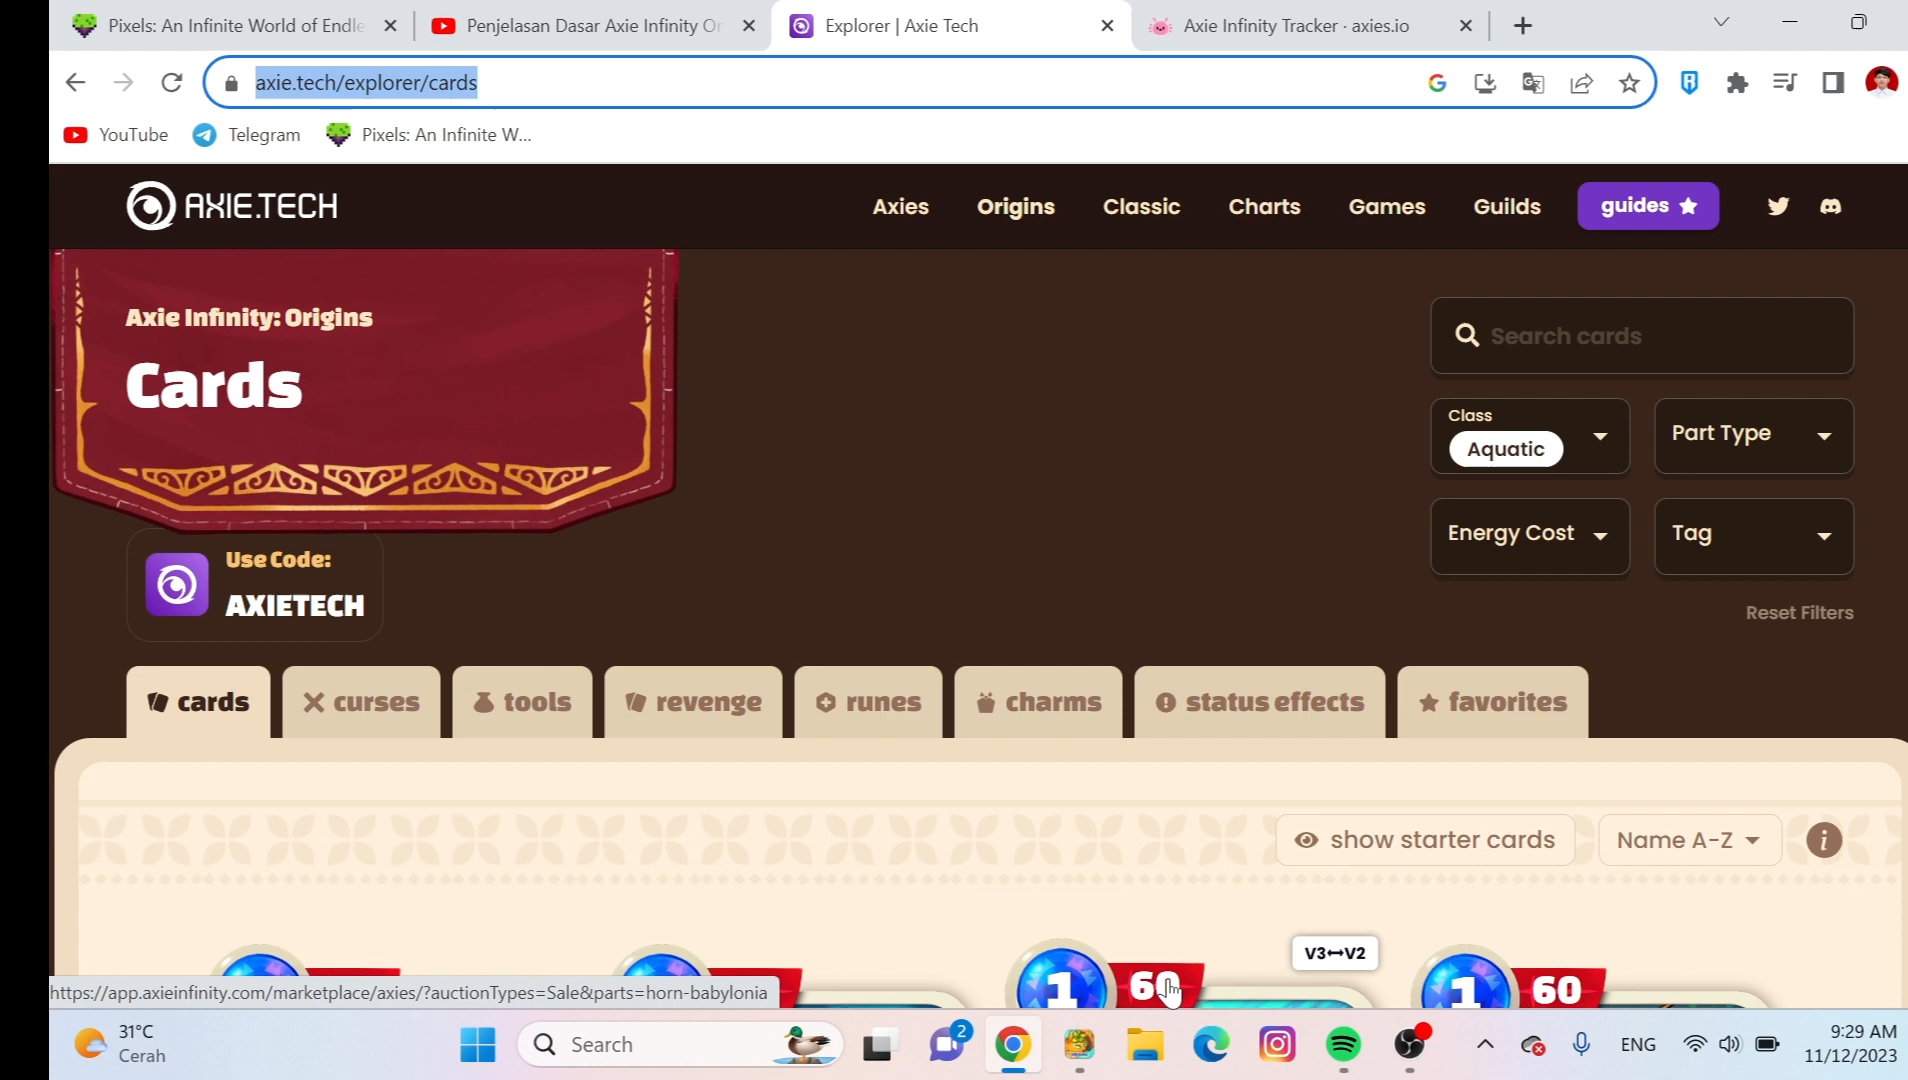 Pixels: An Infinite World of Endle
Penjelasan Dasar Axie Infinity Or
Explorer | Axie Tech
Axie Infinity Tracker · axies.io
axie.tech/explorer/cards
YouTube
Telegram
Pixels: An Infinite W...
AXIE.TECH
Axies
Origins
Classic
Charts
Games
Guilds
guides
Axie Infinity: Origins
Cards
Search cards
Class
Aquatic
Part Type
Energy Cost
Tag
Reset Filters
Use Code:
AXIETECH
cards
curses
tools
revenge
runes
charms
status effects
favorites
show starter cards
Name A-Z
i
V3↔V2
1
60
1
60
https://app.axieinfinity.com/marketplace/axies/?auctionTypes=Sale&parts=horn-babylonia
31°C
Cerah
Search
2
ENG
9:29 AM
11/12/2023